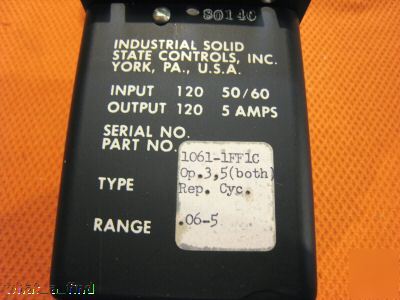 80140
INDUSTRIAL SOLID
STATE CONTROLS, INC.
YORK, PA., U.S.A.
INPUT 120 50/60
OUTPUT 120 5 AMPS
SERIAL NO.
PART NO. 1061-1FF1C
Op.3,5(both)
TYPE Rep. Cyc.
RANGE .06-5
what_a_find